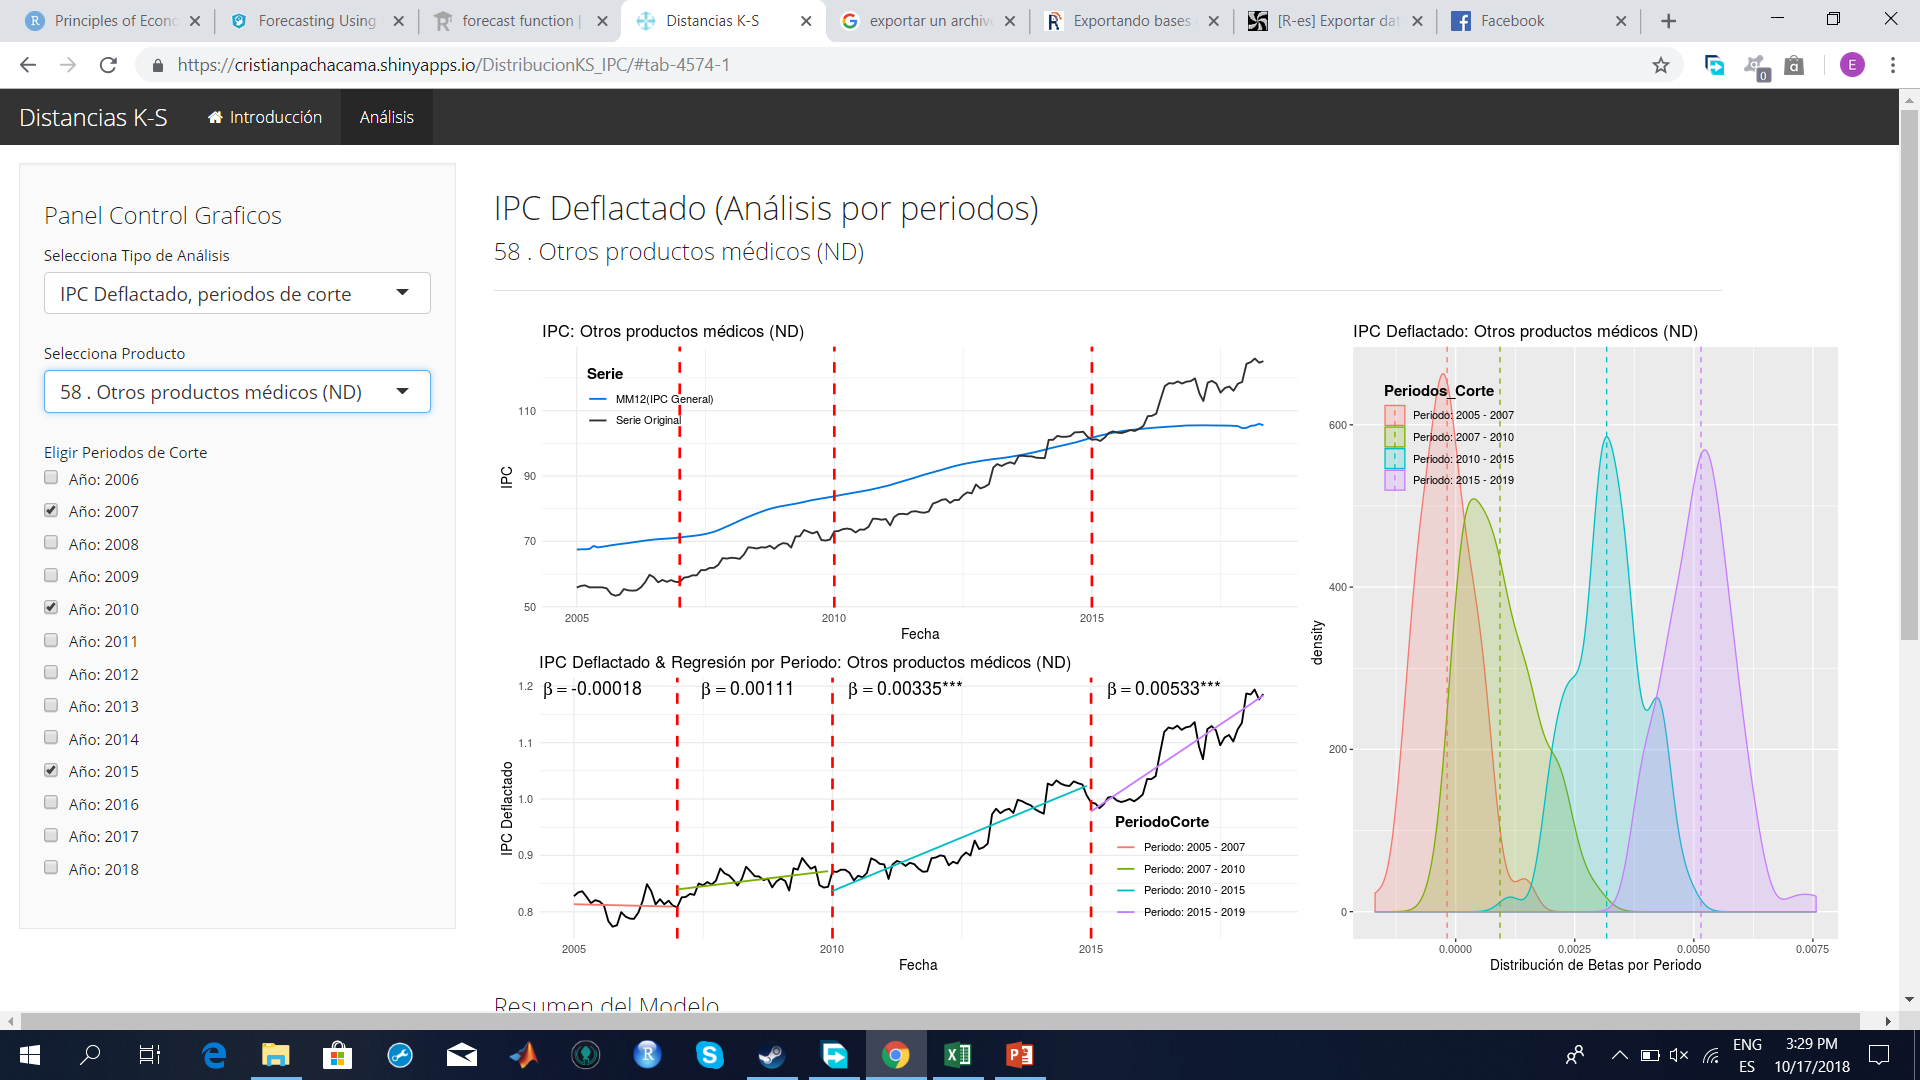 Principles of Econo
Forecasting Using
forecast function |
Distancias K-S
exportar un archivo
Exportando bases
[R-es] Exportar dat
Facebook
https://cristianpachacama.shinyapps.io/DistribucionKS_IPC/#tab-4574-1
0
a
E
Distancias K-S
Introducción
Análisis
Panel Control Graficos
Selecciona Tipo de Análisis
IPC Deflactado, periodos de corte
Selecciona Producto
58 . Otros productos médicos (ND)
Eligir Periodos de Corte
Año: 2006
Año: 2007
Año: 2008
Año: 2009
Año: 2010
Año: 2011
Año: 2012
Año: 2013
Año: 2014
Año: 2015
Año: 2016
Año: 2017
Año: 2018
IPC Deflactado (Análisis por periodos)
58 . Otros productos médicos (ND)
IPC: Otros productos médicos (ND)
Serie
MM12(IPC General)
Serie Original
110
90
70
50
IPC
2005
2010
2015
Fecha
IPC Deflactado & Regresión por Periodo: Otros productos médicos (ND)
β = -0.00018
β = 0.00111
β = 0.00335***
β = 0.00533***
1.2
1.1
1.0
0.9
0.8
IPC Deflactado
PeriodoCorte
Periodo: 2005 - 2007
Periodo: 2007 - 2010
Periodo: 2010 - 2015
Periodo: 2015 - 2019
2005
2010
2015
Fecha
IPC Deflactado: Otros productos médicos (ND)
Periodos_Corte
Periodo: 2005 - 2007
Periodo: 2007 - 2010
Periodo: 2010 - 2015
Periodo: 2015 - 2019
600
400
200
0
density
0.0000
0.0025
0.0050
0.0075
Distribución de Betas por Periodo
Resumen del Modelo
ENG
ES
3:29 PM
10/17/2018